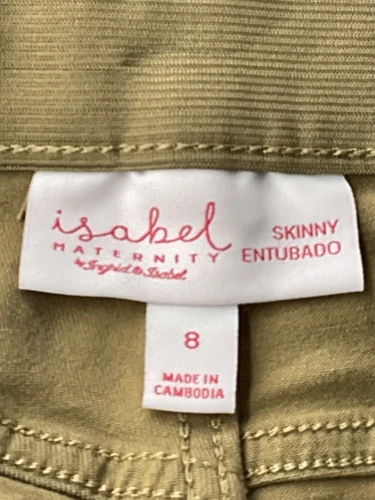 isabel
MATERNITY
by Ingrid & Isabel
SKINNY
ENTUBADO
8
MADE IN
CAMBODIA